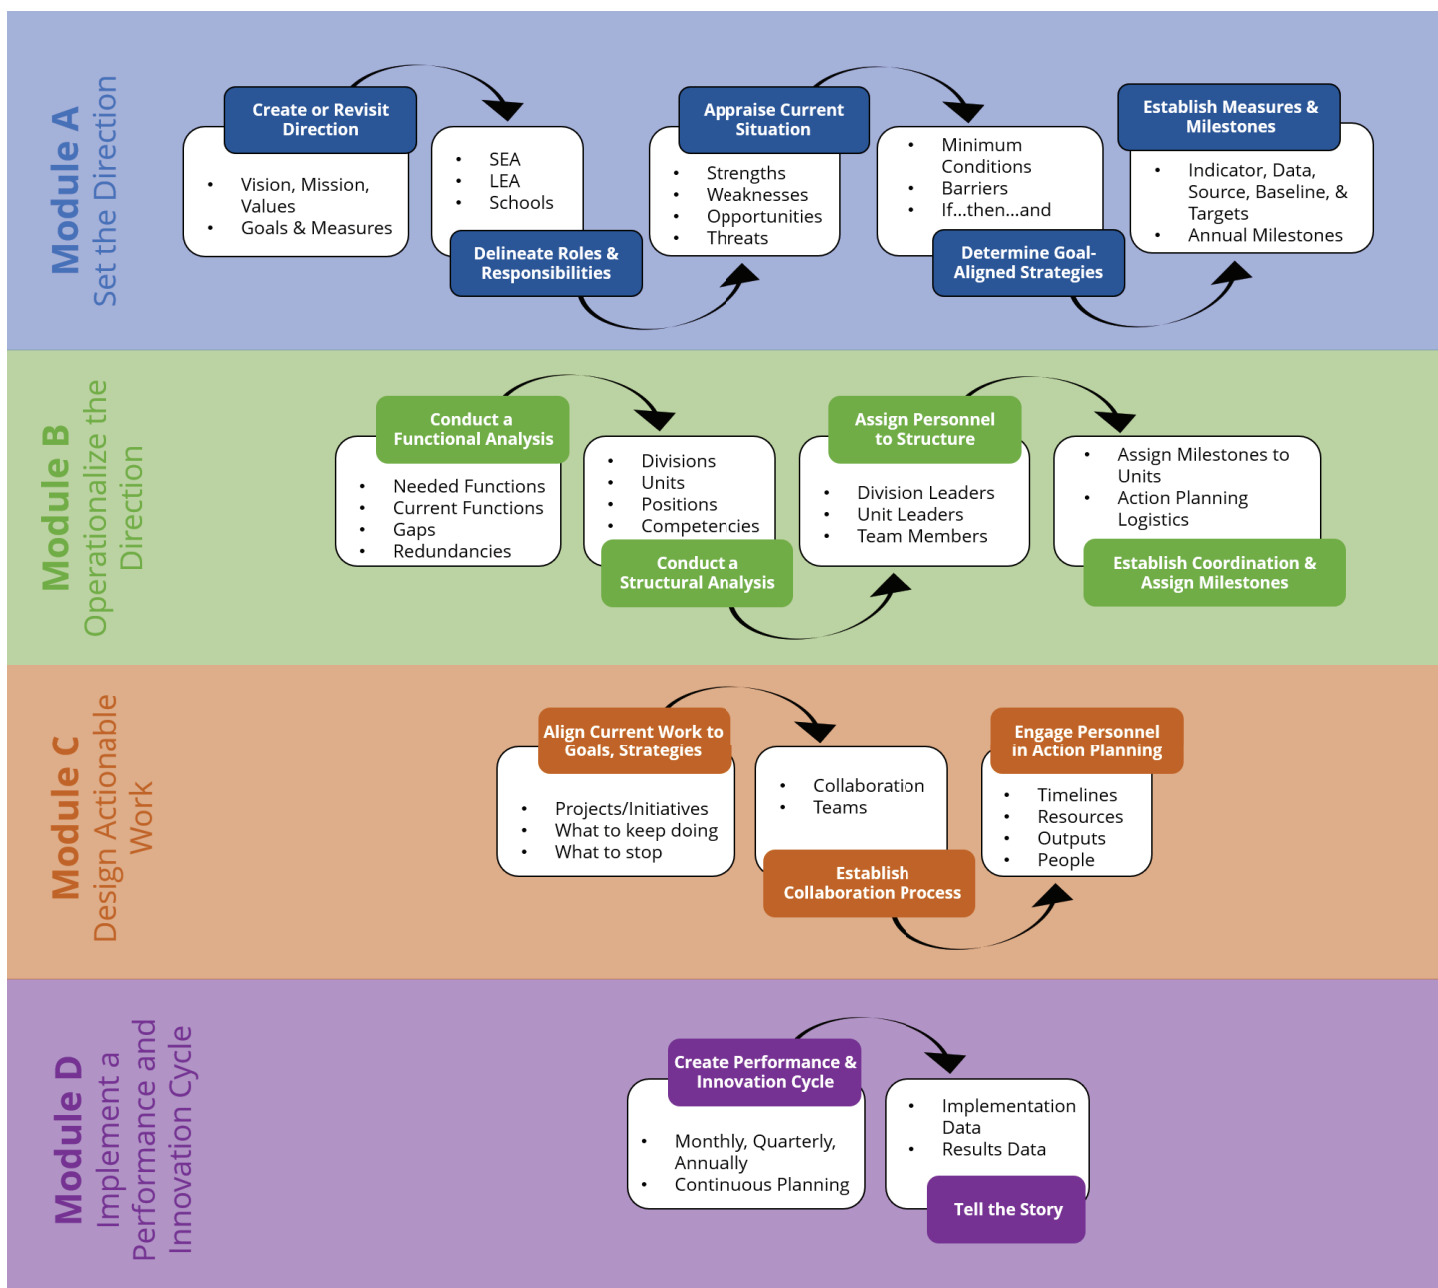 Module A
Set the Direction
Create or Revisit
Direction
• Vision, Mission,
Values
• Goals & Measures
• SEA
• LEA
• Schools
Delineate Roles &
Responsibilities
Appraise Current
Situation
• Strengths
• Weaknesses
• Opportunities
• Threats
• Minimum
Conditions
• Barriers
• If...then...and
Determine Goal-
Aligned Strategies
Establish Measures &
Milestones
• Indicator, Data,
Source, Baseline, &
Targets
• Annual Milestones
Module B
Operationalize the
Direction
Conduct a
Functional Analysis
• Needed Functions
• Current Functions
• Gaps
• Redundancies
• Divisions
• Units
• Positions
• Competencies
Conduct a
Structural Analysis
Assign Personnel
to Structure
• Division Leaders
• Unit Leaders
• Team Members
• Assign Milestones to
Units
• Action Planning
Logistics
Establish Coordination &
Assign Milestones
Module C
Design Actionable
Work
Align Current Work to
Goals, Strategies
• Projects/Initiatives
• What to keep doing
• What to stop
• Collaboration
• Teams
Establish
Collaboration Process
Engage Personnel
in Action Planning
• Timelines
• Resources
• Outputs
• People
Module D
Implement a
Performance and
Innovation Cycle
Create Performance &
Innovation Cycle
• Monthly, Quarterly,
Annually
• Continuous Planning
• Implementation
Data
• Results Data
Tell the Story